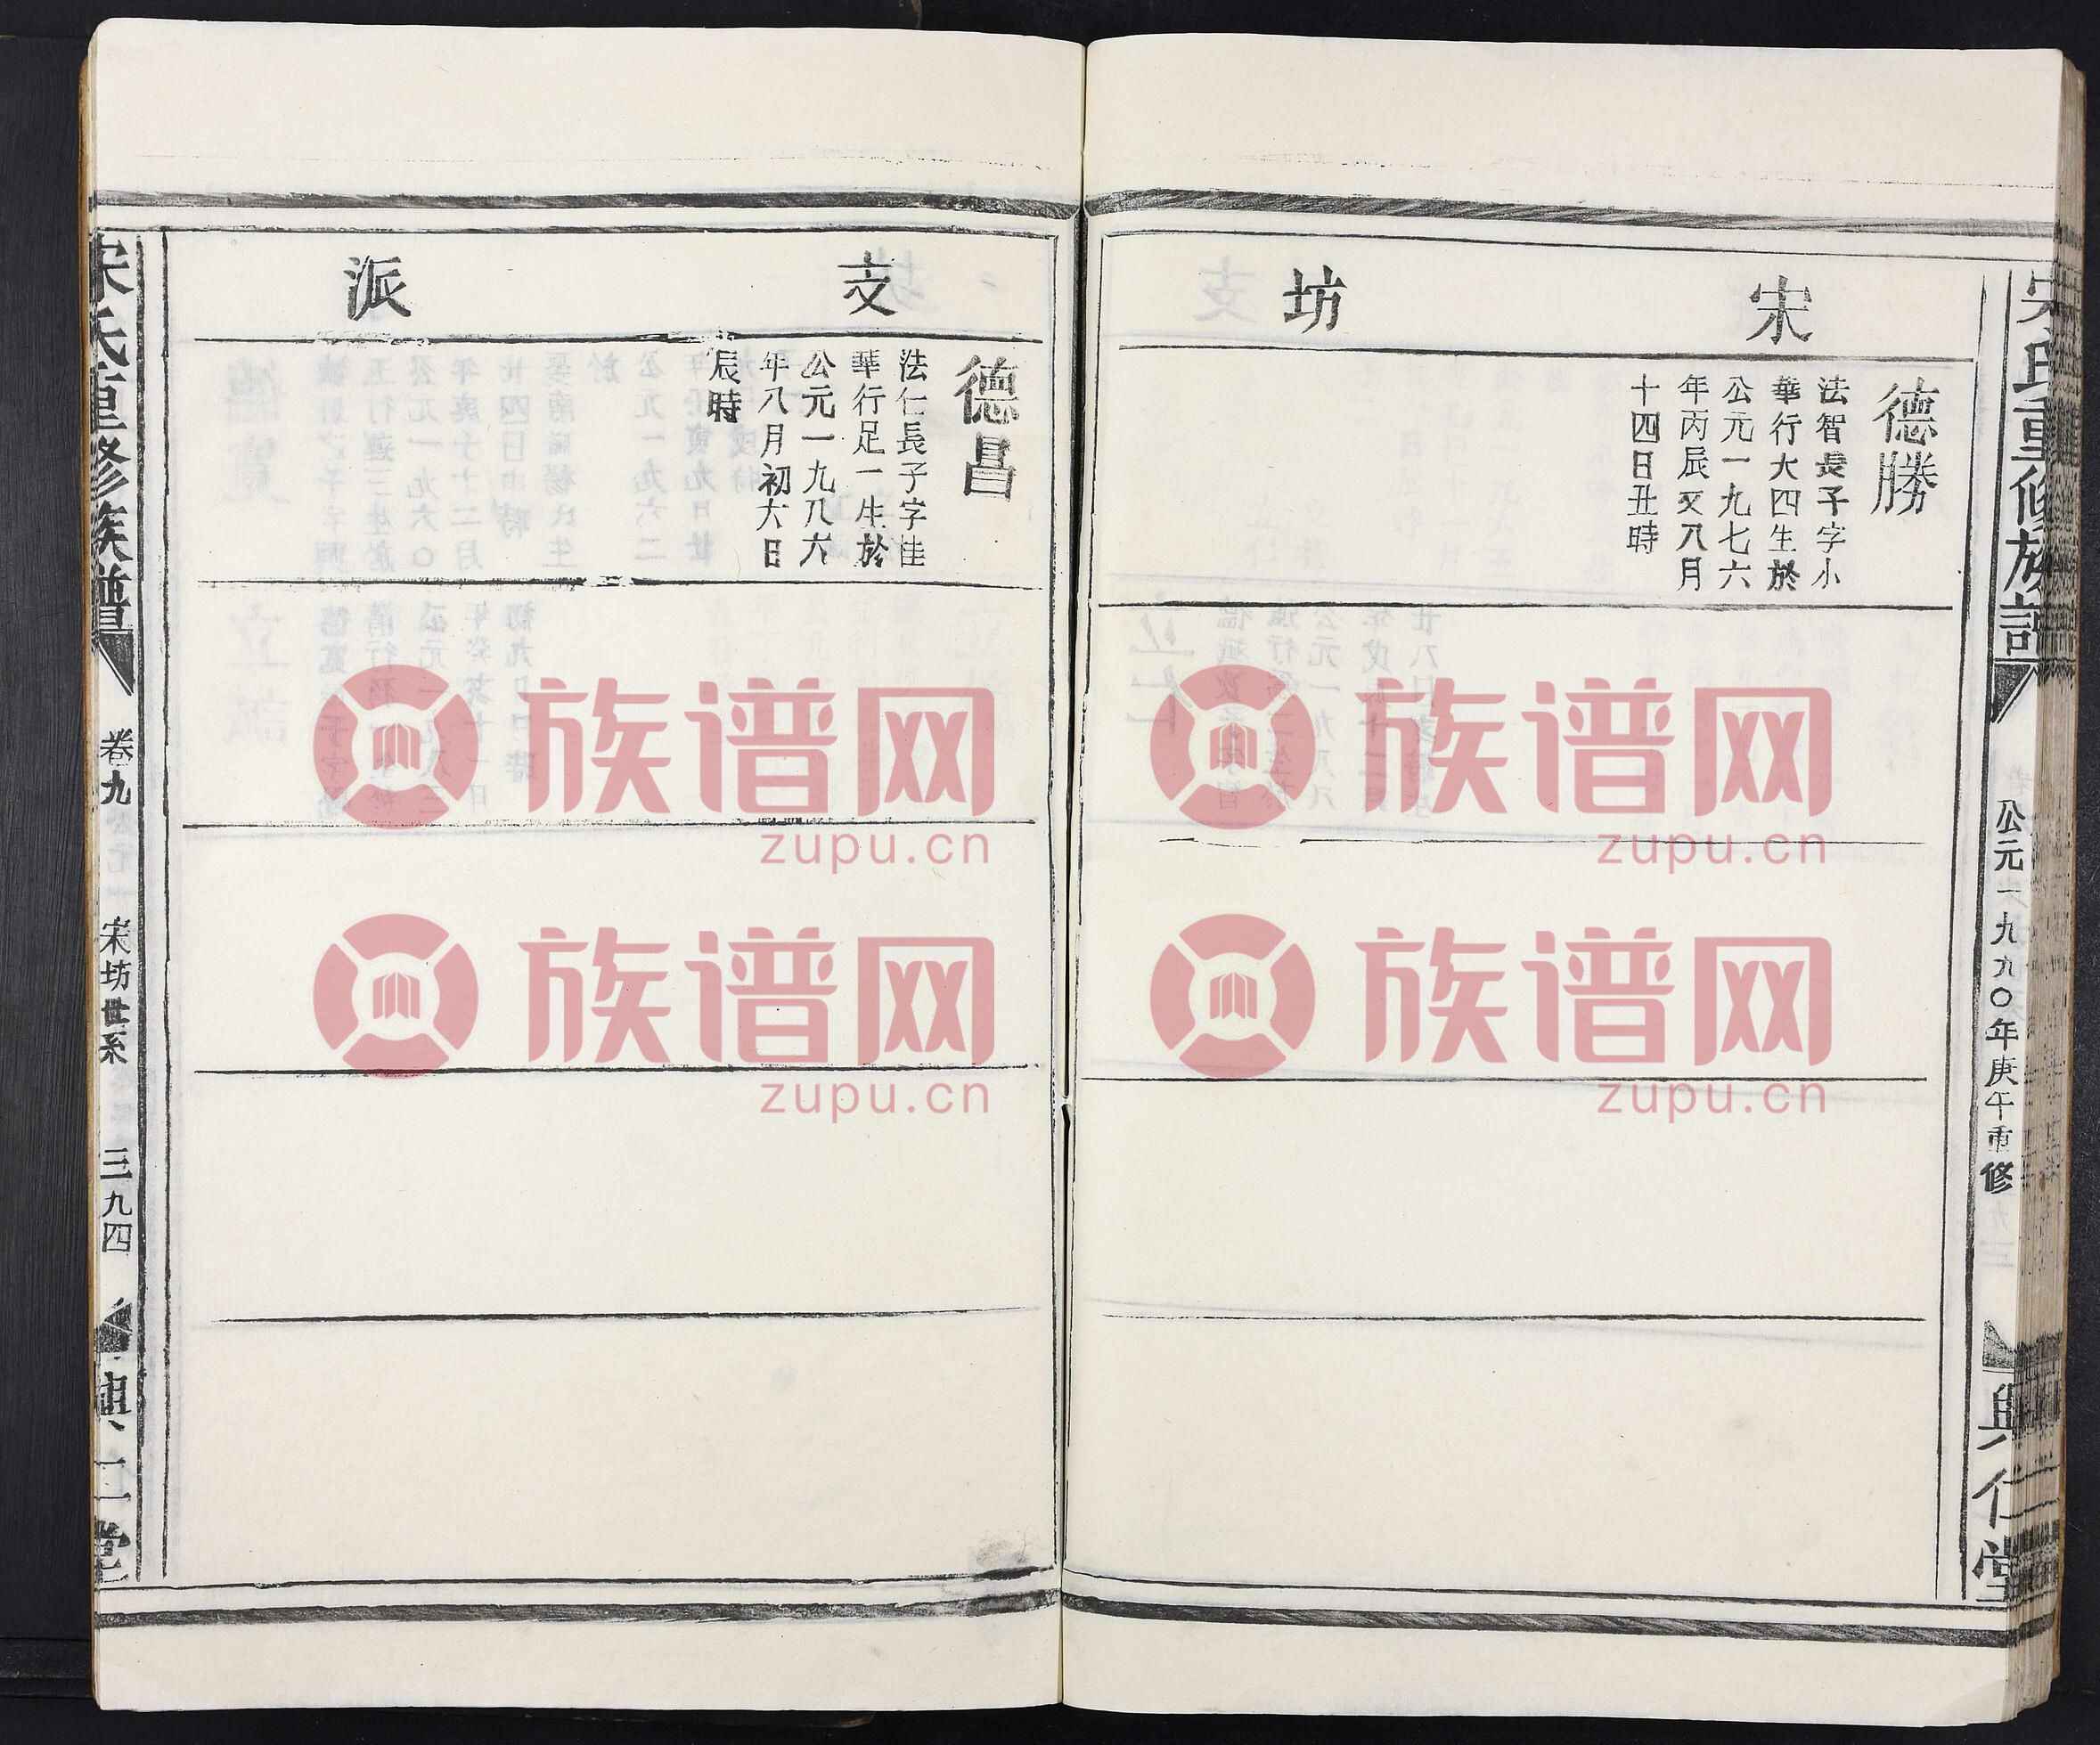 宋氏重修族譜
公元一九九〇年庚午重修
興仁堂
宋 坊
德勝
法智長子字小
華行大四生於
公元一九七六
年丙辰又八月
十四日丑時
支 派
德昌
法仁長子字佳
華行足一生於
公元一九八六
年八月初六日
辰時
宋氏重修族譜
卷九
宋坊世系
三九四
興仁堂
族谱网
zupu.cn
族谱网
zupu.cn
族谱网
zupu.cn
族谱网
zupu.cn